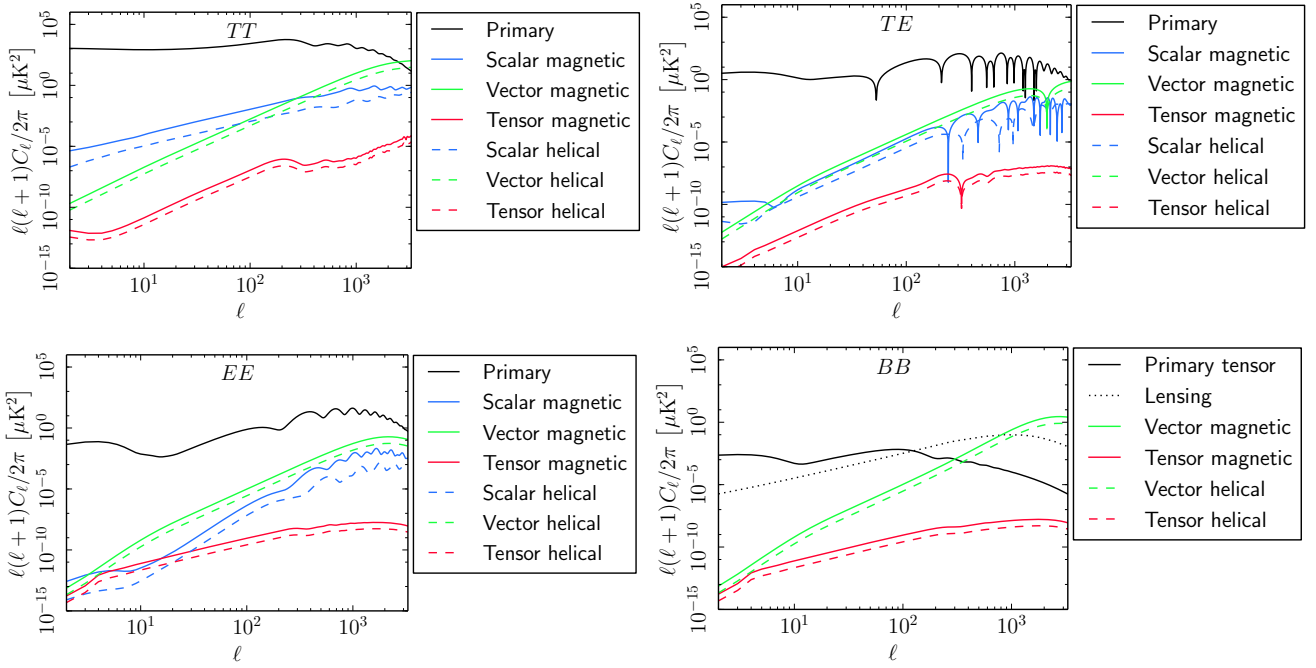 TT
ℓ(ℓ + 1)Cℓ/2π [μK²]
10⁵
10⁰
10⁻⁵
10⁻¹⁰
10⁻¹⁵
10¹ 10² 10³
ℓ
Primary
Scalar magnetic
Vector magnetic
Tensor magnetic
Scalar helical
Vector helical
Tensor helical
TE
ℓ(ℓ + 1)Cℓ/2π [μK²]
10⁵
10⁰
10⁻⁵
10⁻¹⁰
10⁻¹⁵
10¹ 10² 10³
ℓ
Primary
Scalar magnetic
Vector magnetic
Tensor magnetic
Scalar helical
Vector helical
Tensor helical
EE
ℓ(ℓ + 1)Cℓ/2π [μK²]
10⁵
10⁰
10⁻⁵
10⁻¹⁰
10⁻¹⁵
10¹ 10² 10³
ℓ
Primary
Scalar magnetic
Vector magnetic
Tensor magnetic
Scalar helical
Vector helical
Tensor helical
BB
ℓ(ℓ + 1)Cℓ/2π [μK²]
10⁵
10⁰
10⁻⁵
10⁻¹⁰
10⁻¹⁵
10¹ 10² 10³
ℓ
Primary tensor
Lensing
Vector magnetic
Tensor magnetic
Vector helical
Tensor helical